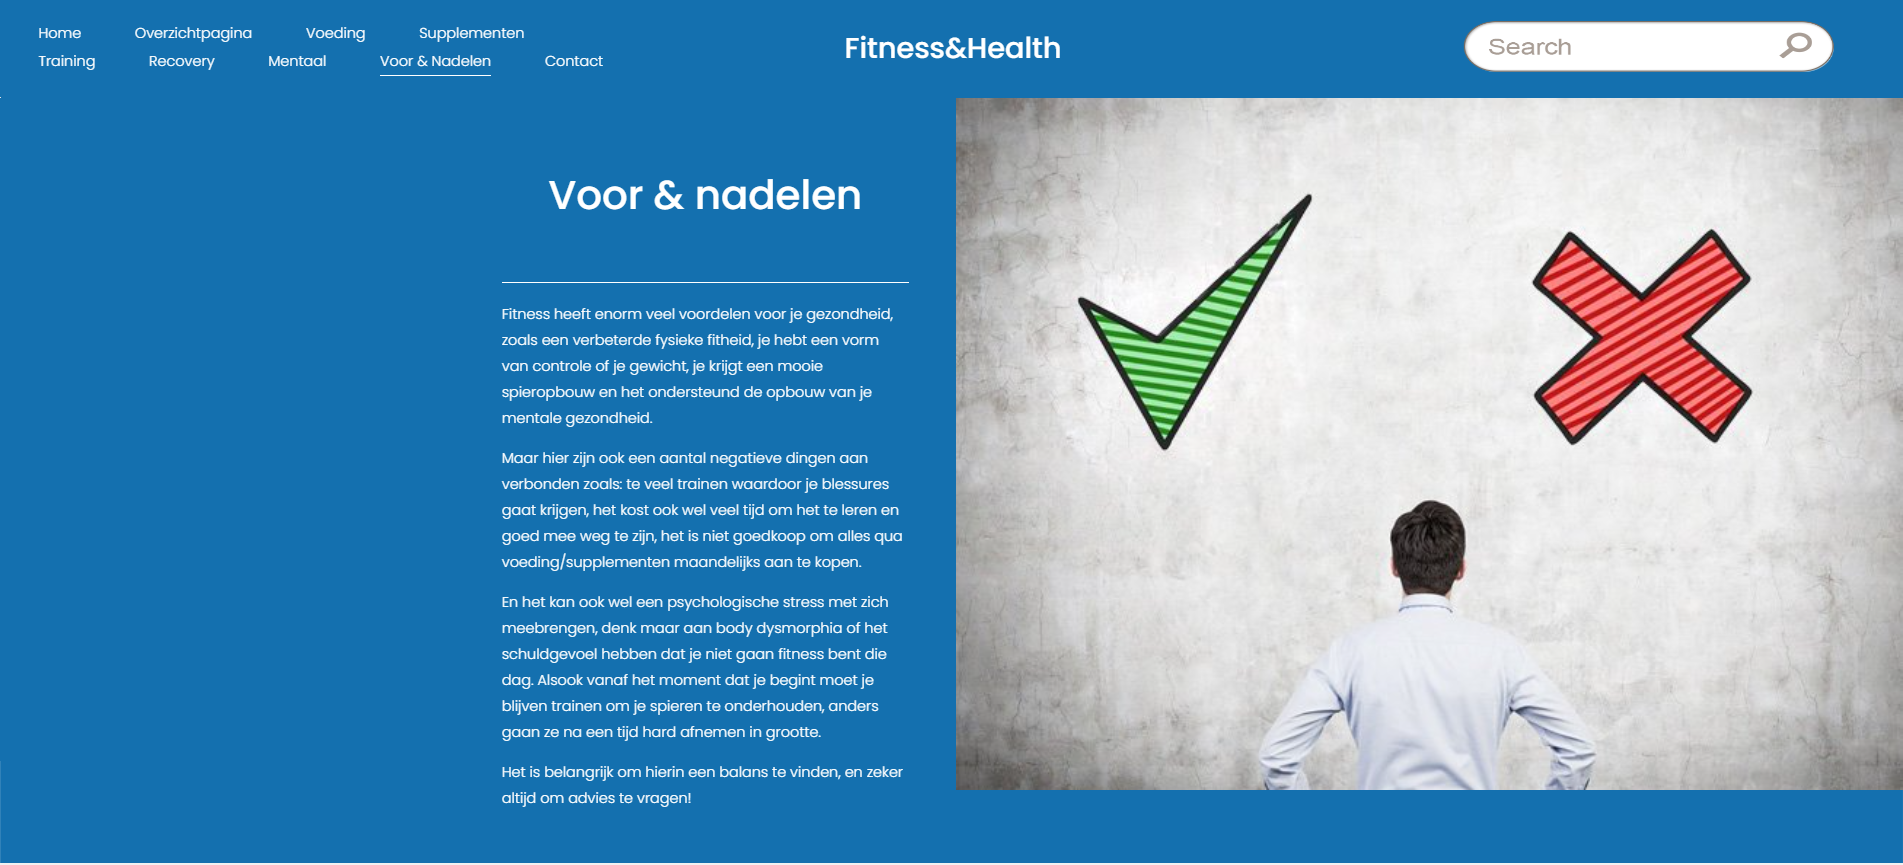 Home Overzichtpagina Voeding Supplementen
Training Recovery Mentaal Voor & Nadelen Contact
Fitness&Health
Search
Voor & nadelen
Fitness heeft enorm veel voordelen voor je gezondheid,
zoals een verbeterde fysieke fitheid, je hebt een vorm
van controle of je gewicht, je krijgt een mooie
spieropbouw en het ondersteund de opbouw van je
mentale gezondheid.
Maar hier zijn ook een aantal negatieve dingen aan
verbonden zoals: te veel trainen waardoor je blessures
gaat krijgen, het kost ook wel veel tijd om het te leren en
goed mee weg te zijn, het is niet goedkoop om alles qua
voeding/supplementen maandelijks aan te kopen.
En het kan ook wel een psychologische stress met zich
meebrengen, denk maar aan body dysmorphia of het
schuldgevoel hebben dat je niet gaan fitness bent die
dag. Alsook vanaf het moment dat je begint moet je
blijven trainen om je spieren te onderhouden, anders
gaan ze na een tijd hard afnemen in grootte.
Het is belangrijk om hierin een balans te vinden, en zeker
altijd om advies te vragen!